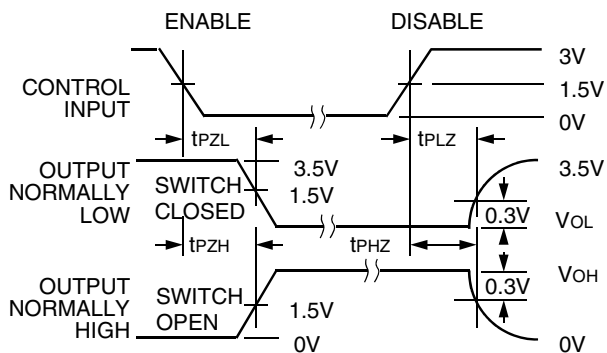 ENABLE
DISABLE
CONTROL
INPUT
3V
1.5V
0V
tPZL
tPLZ
OUTPUT
NORMALLY
LOW
SWITCH
CLOSED
3.5V
1.5V
3.5V
0.3V
VOL
tPZH
tPHZ
OUTPUT
NORMALLY
HIGH
SWITCH
OPEN
1.5V
0V
VOH
0.3V
0V